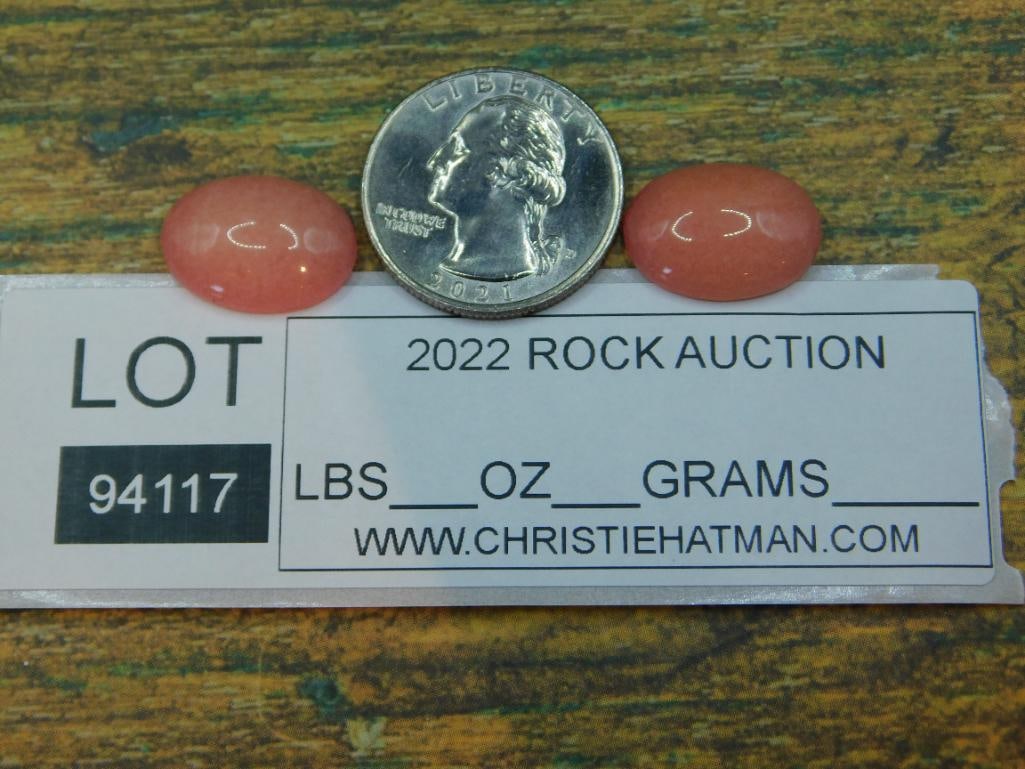 LIBERTY
IN GOD WE
TRUST
2021
LOT
94117
2022 ROCK AUCTION
LBS___OZ___GRAMS_____
WWW.CHRISTIEHATMAN.COM